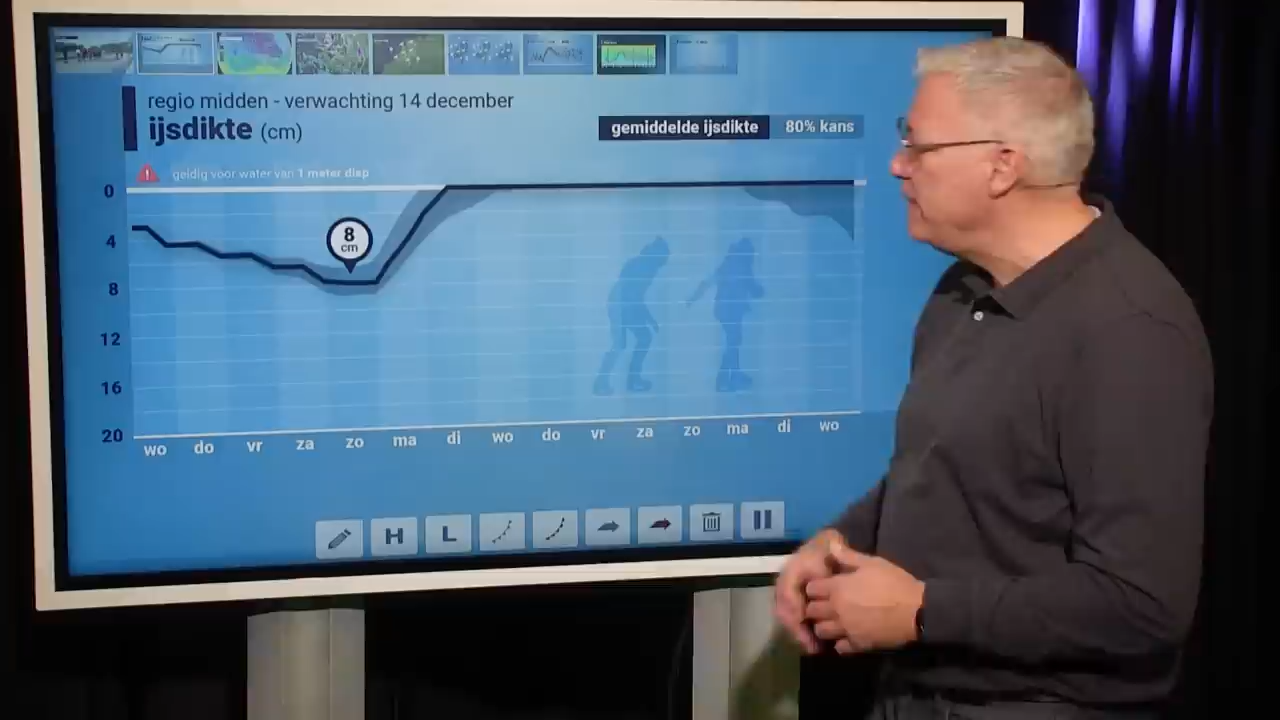 regio midden - verwachting 14 december
ijsdikte (cm)
gemiddelde ijsdikte 80% kans
geldig voor water van 1 meter diep
0
4
8
12
16
20
8
cm
wo do vr za zo ma di wo do vr za zo ma di wo
H L